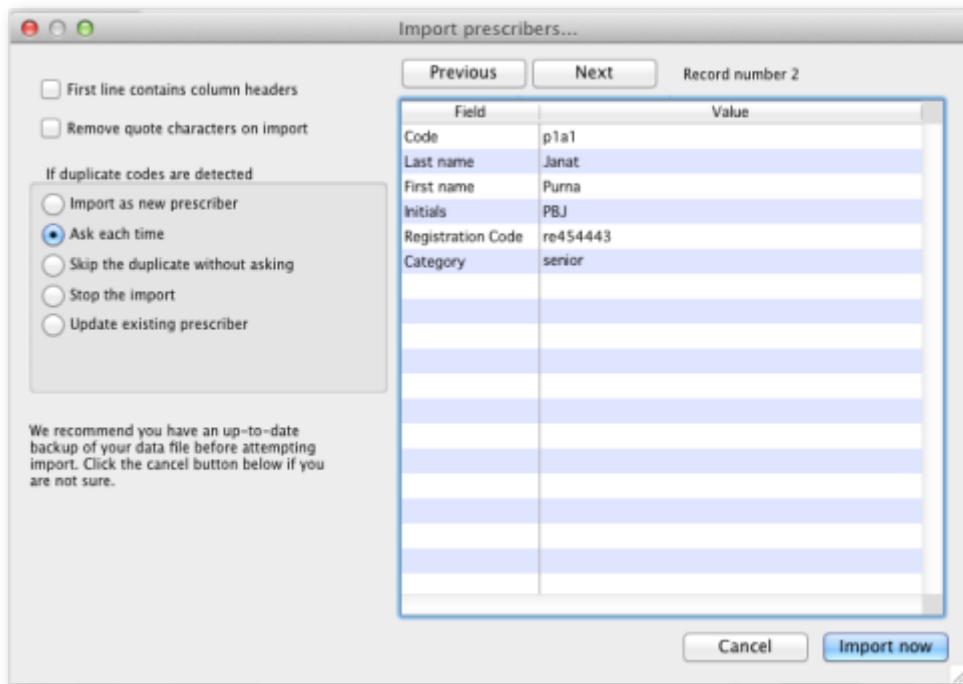 Import prescribers...
First line contains column headers
Remove quote characters on import
If duplicate codes are detected
Import as new prescriber
Ask each time
Skip the duplicate without asking
Stop the import
Update existing prescriber
We recommend you have an up-to-date
backup of your data file before attempting
import. Click the cancel button below if you
are not sure.
Previous Next Record number 2
Field Value
Code p1a1
Last name Janat
First name Purna
Initials PBJ
Registration Code re454443
Category senior
Cancel Import now